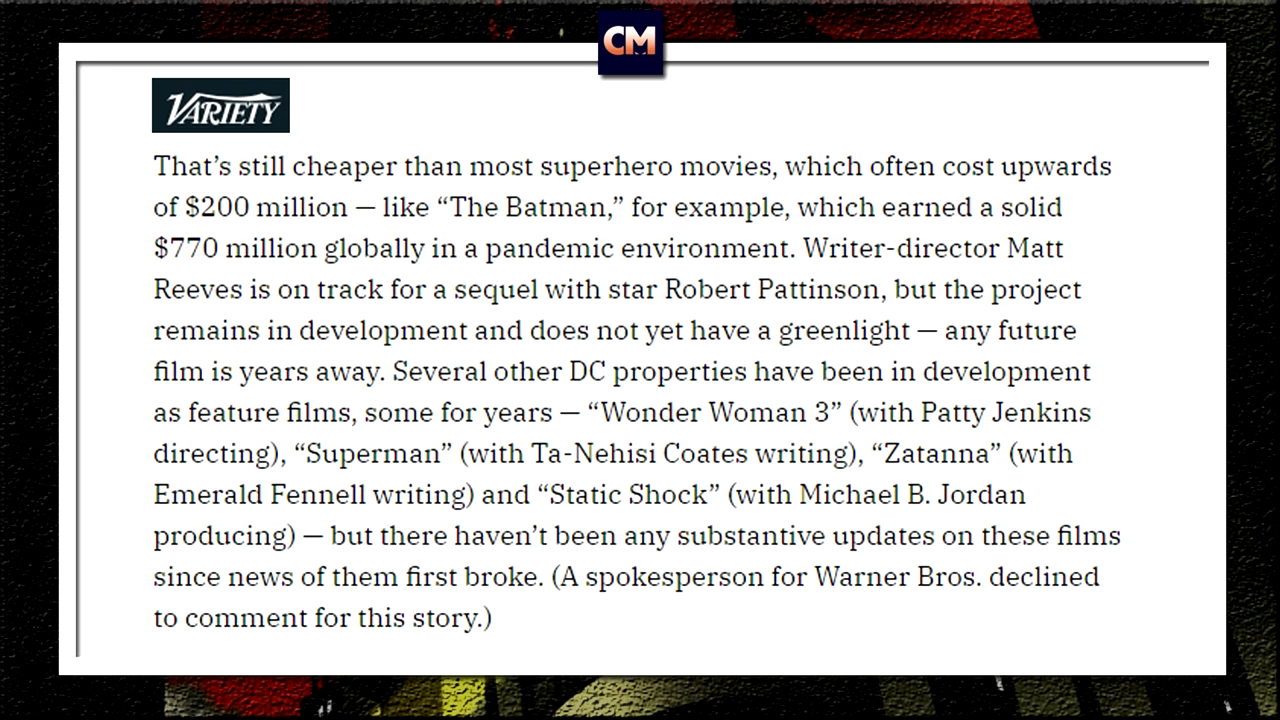 CM
VARIETY
That’s still cheaper than most superhero movies, which often cost upwards
of $200 million — like “The Batman,” for example, which earned a solid
$770 million globally in a pandemic environment. Writer-director Matt
Reeves is on track for a sequel with star Robert Pattinson, but the project
remains in development and does not yet have a greenlight — any future
film is years away. Several other DC properties have been in development
as feature films, some for years — “Wonder Woman 3” (with Patty Jenkins
directing), “Superman” (with Ta-Nehisi Coates writing), “Zatanna” (with
Emerald Fennell writing) and “Static Shock” (with Michael B. Jordan
producing) — but there haven’t been any substantive updates on these films
since news of them first broke. (A spokesperson for Warner Bros. declined
to comment for this story.)